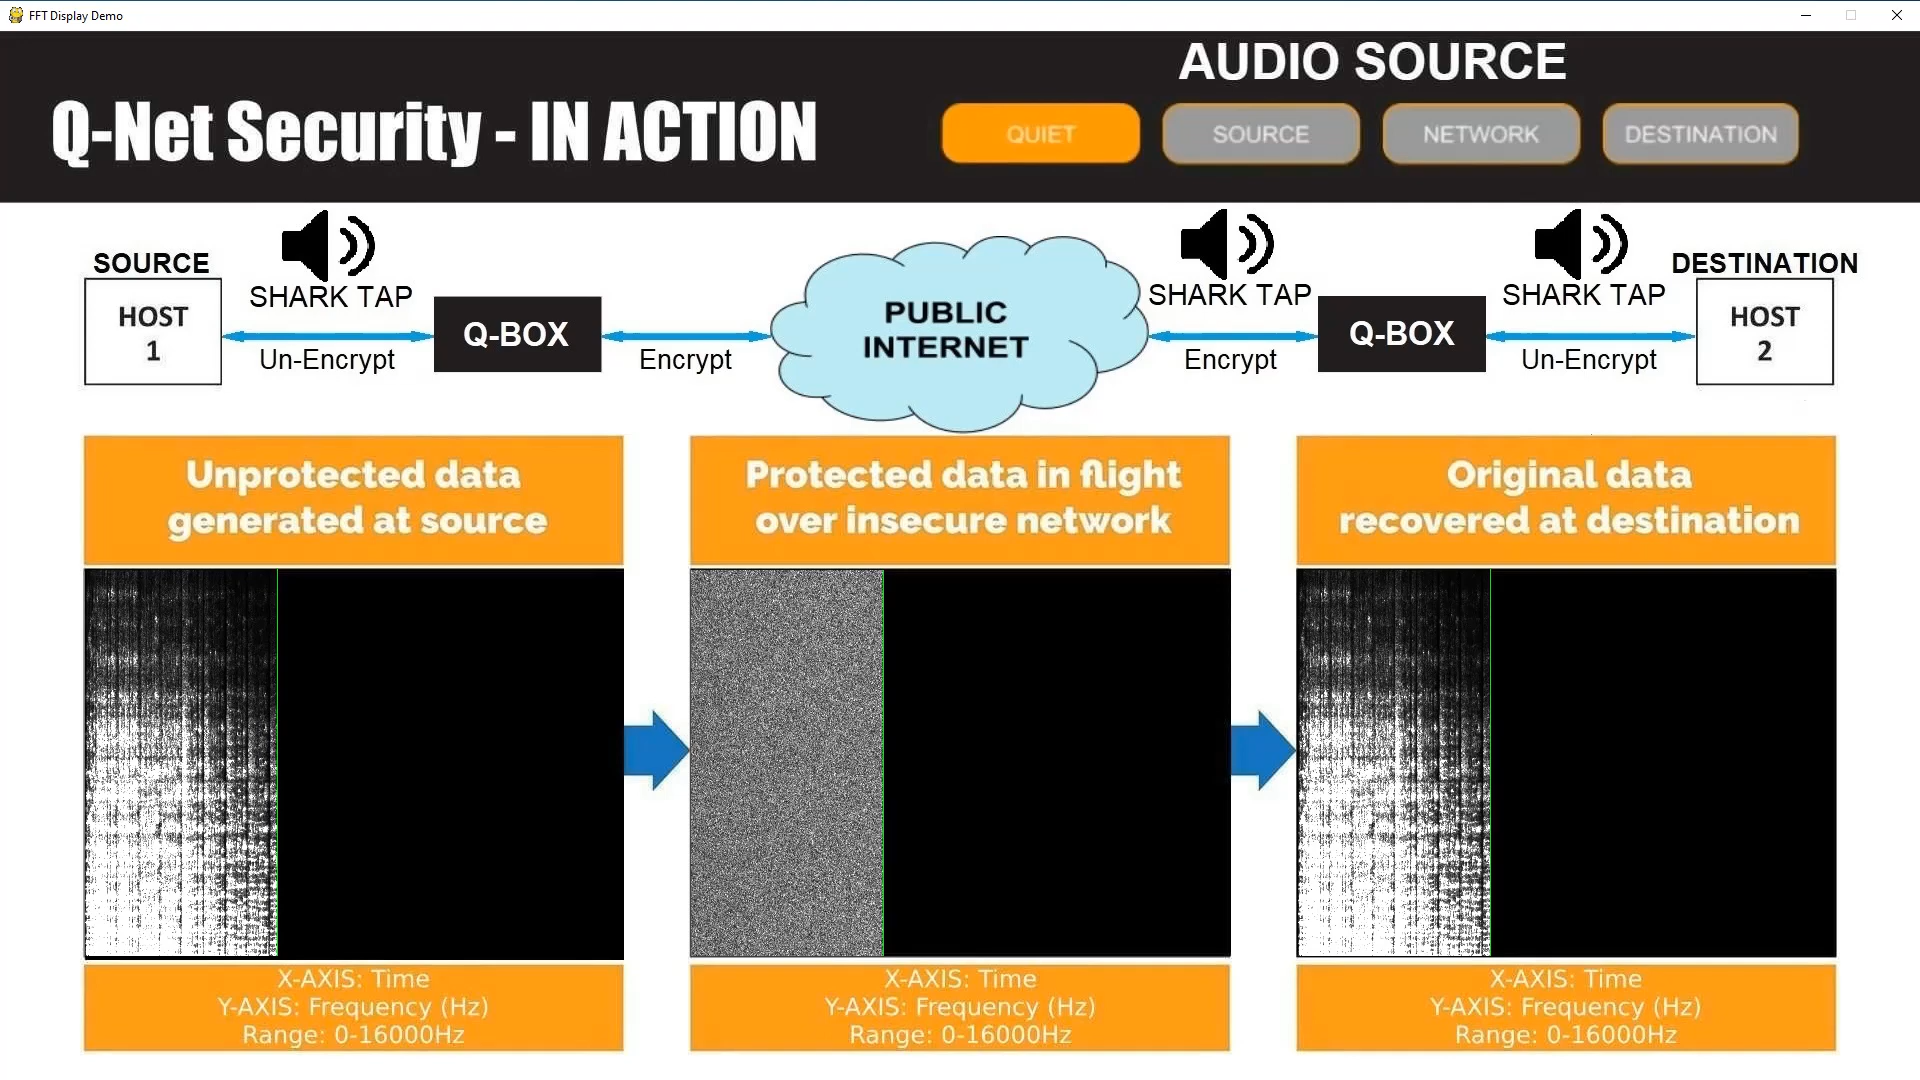 FFT Display Demo
AUDIO SOURCE
Q-Net Security - IN ACTION
QUIET
SOURCE
NETWORK
DESTINATION
SOURCE
HOST
1
SHARK TAP
Un-Encrypt
Q-BOX
Encrypt
PUBLIC
INTERNET
SHARK TAP
Encrypt
Q-BOX
SHARK TAP
Un-Encrypt
DESTINATION
HOST
2
Unprotected data
generated at source
Protected data in flight
over insecure network
Original data
recovered at destination
X-AXIS: Time
Y-AXIS: Frequency (Hz)
Range: 0-16000Hz
X-AXIS: Time
Y-AXIS: Frequency (Hz)
Range: 0-16000Hz
X-AXIS: Time
Y-AXIS: Frequency (Hz)
Range: 0-16000Hz